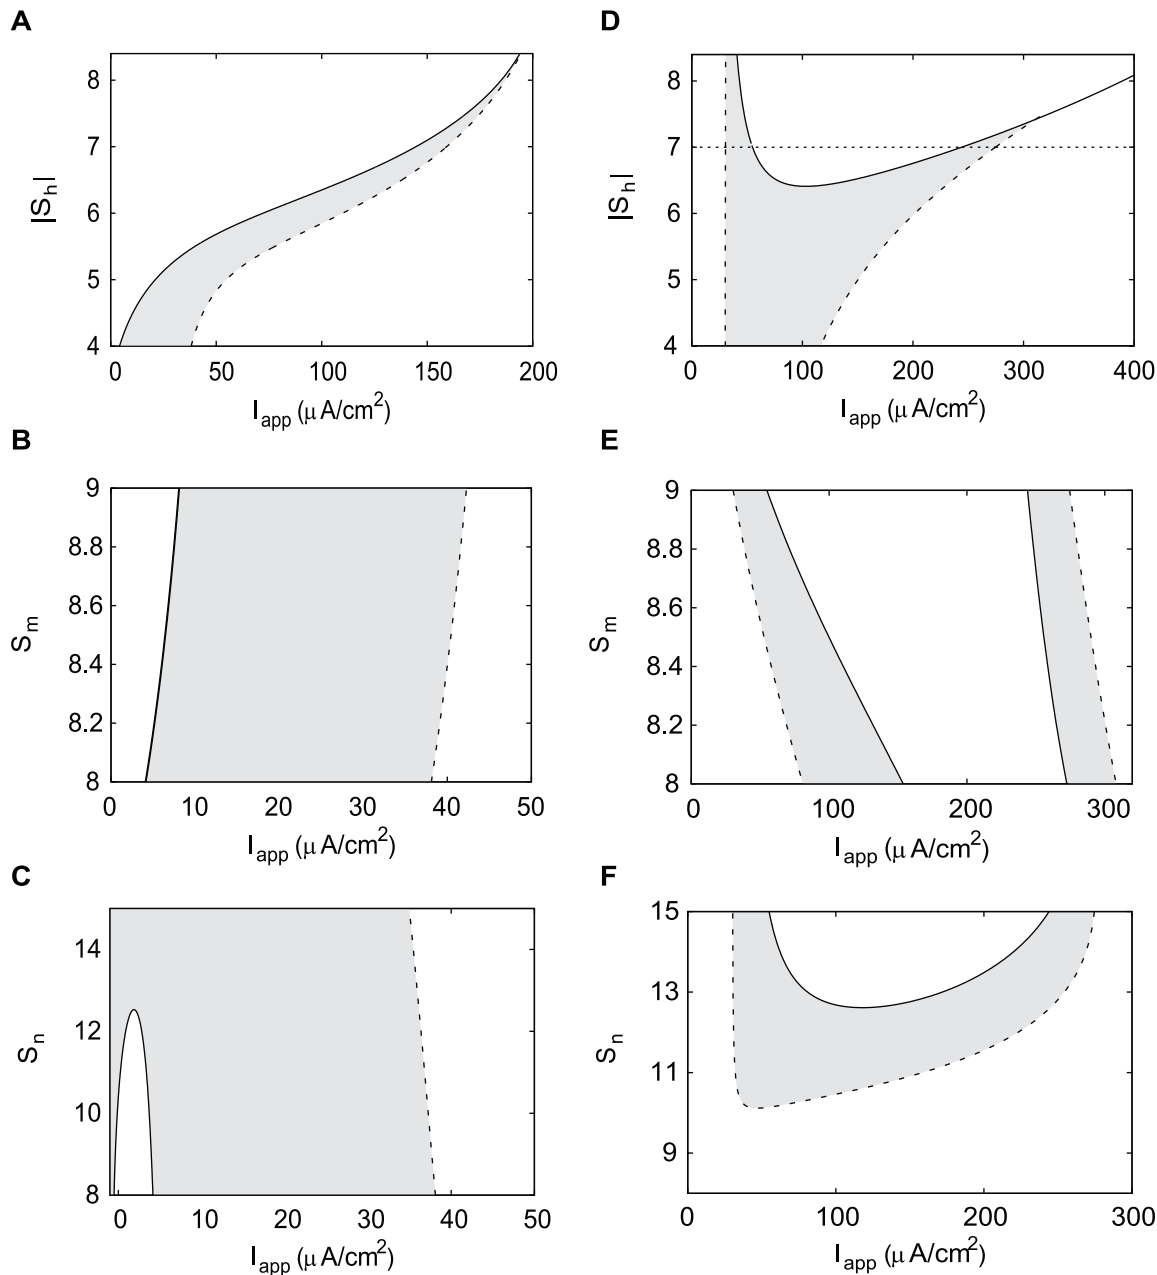 A
8
7
6
5
4
|S_h|
0 50 100 150 200
I_app (μ A/cm²)
D
8
7
6
5
4
|S_h|
0 100 200 300 400
I_app (μ A/cm²)
B
9
8.8
8.6
8.4
8.2
8
S_m
0 10 20 30 40 50
I_app (μ A/cm²)
E
9
8.8
8.6
8.4
8.2
8
S_m
0 100 200 300
I_app (μ A/cm²)
C
14
12
10
8
S_n
0 10 20 30 40 50
I_app (μ A/cm²)
F
15
13
11
9
S_n
0 100 200 300
I_app (μ A/cm²)